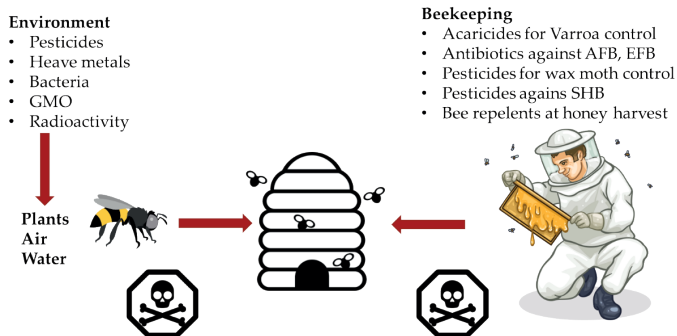 Environment
• Pesticides
• Heave metals
• Bacteria
• GMO
• Radioactivity
Plants
Air
Water
Beekeeping
• Acaricides for Varroa control
• Antibiotics against AFB, EFB
• Pesticides for wax moth control
• Pesticides agains SHB
• Bee repelents at honey harvest